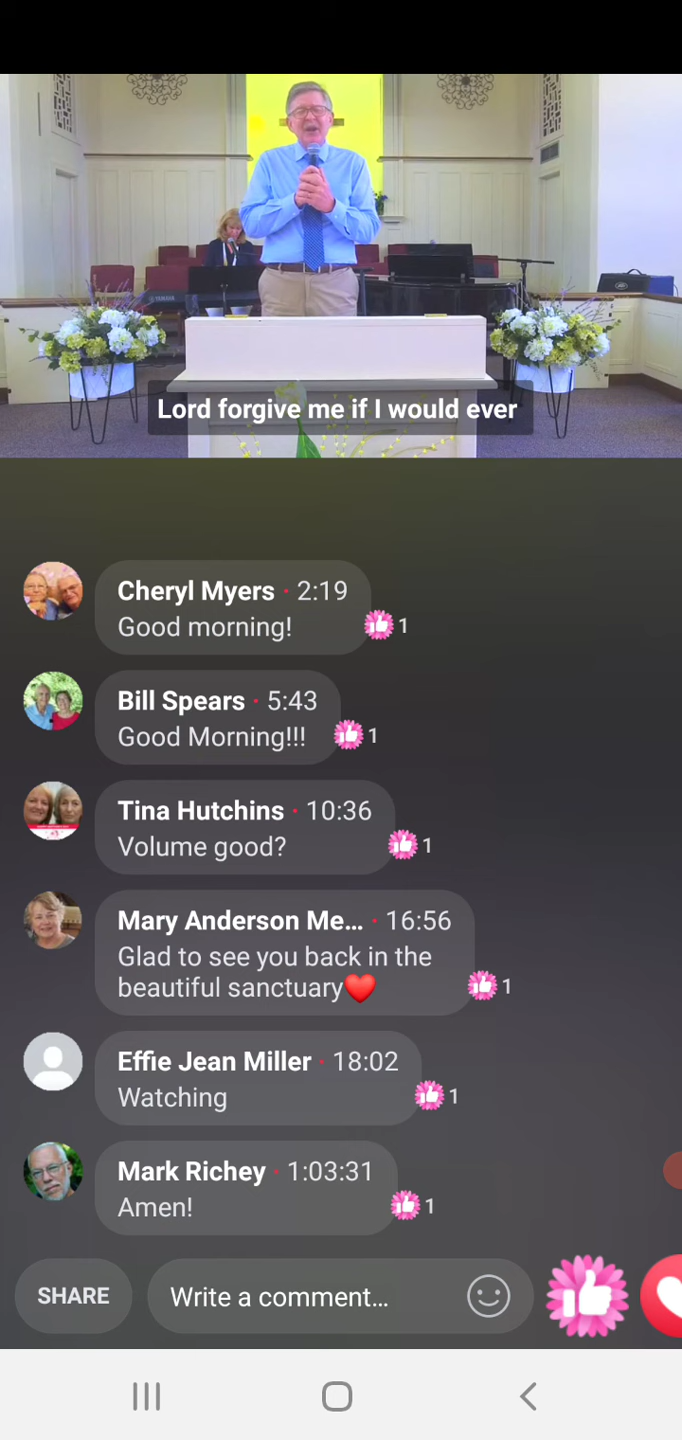 Lord forgive me if I would ever
Cheryl Myers · 2:19
Good morning!
1
Bill Spears · 5:43
Good Morning!!!
1
Tina Hutchins · 10:36
Volume good?
1
Mary Anderson Me... · 16:56
Glad to see you back in the
beautiful sanctuary❤️
1
Effie Jean Miller · 18:02
Watching
1
Mark Richey · 1:03:31
Amen!
1
SHARE
Write a comment...